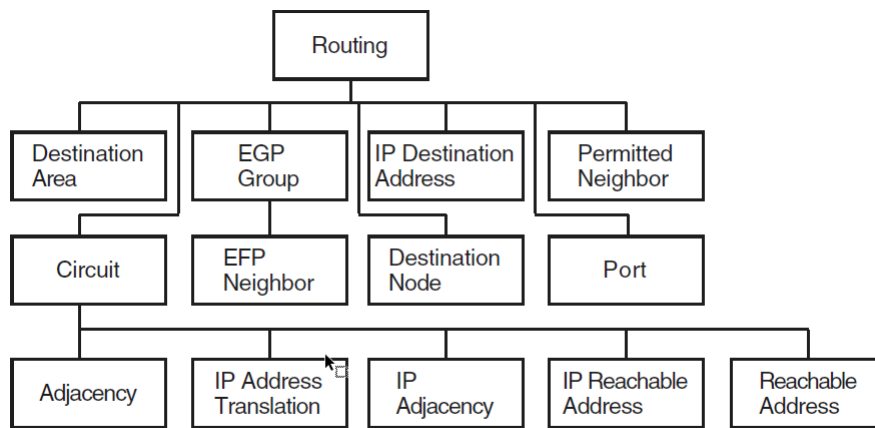 Routing
Destination
Area
EGP
Group
IP Destination
Address
Permitted
Neighbor
Circuit
EFP
Neighbor
Destination
Node
Port
Adjacency
IP Address
Translation
IP
Adjacency
IP Reachable
Address
Reachable
Address